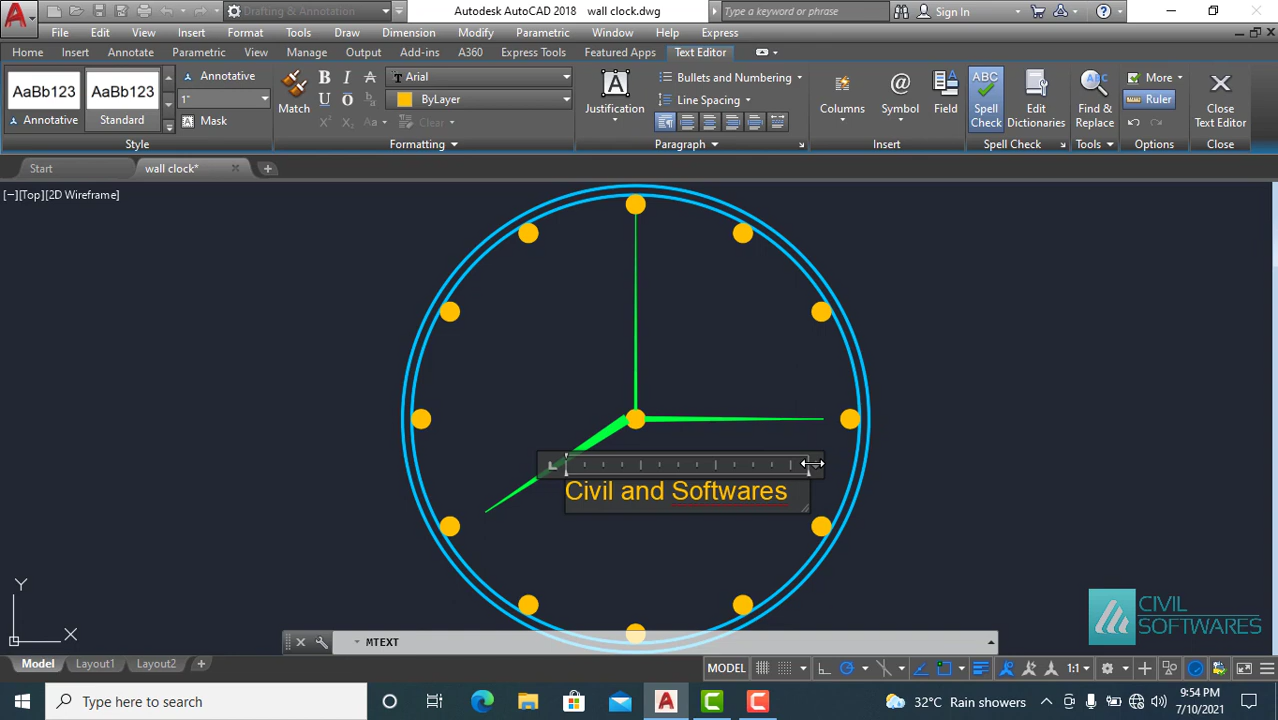 Drafting & Annotation
Autodesk AutoCAD 2018 wall clock.dwg
Type a keyword or phrase
Sign In
File Edit View Insert Format Tools Draw Dimension Modify Parametric Window Help Express
Home Insert Annotate Parametric View Manage Output Add-ins A360 Express Tools Featured Apps Text Editor
AaBb123 AaBb123
Annotative
Standard
Annotative
1"
Mask
Style
Match
Arial
ByLayer
Clear
Formatting
Justification
Bullets and Numbering
Line Spacing
Paragraph
Columns
Symbol
Field
Insert
ABC
Spell Check
Edit Dictionaries
Spell Check
Find & Replace
Tools
More
Ruler
Options
Close Text Editor
Close
Start
wall clock*
[−][Top][2D Wireframe]
Civil and Softwares
Y
X
CIVIL
SOFTWARES
MTEXT
Model Layout1 Layout2
MODEL
1:1
Type here to search
32°C Rain showers
9:54 PM
7/10/2021